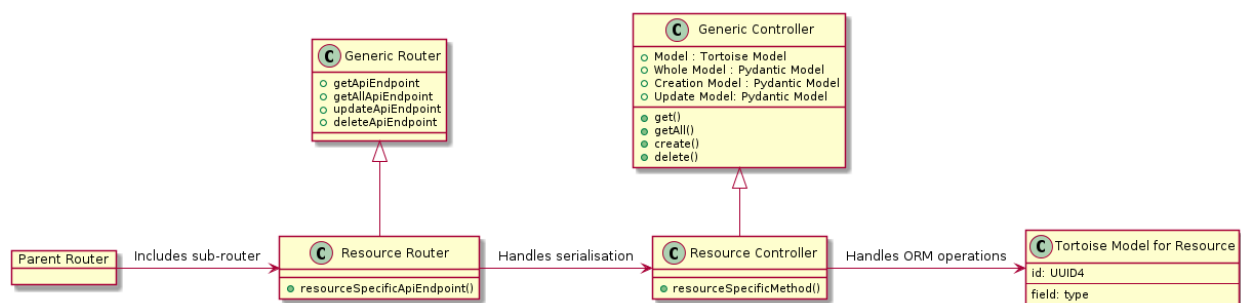 C Generic Router
getApiEndpoint
getAllApiEndpoint
updateApiEndpoint
deleteApiEndpoint
C Generic Controller
Model : Tortoise Model
Whole Model : Pydantic Model
Creation Model : Pydantic Model
Update Model: Pydantic Model
get()
getAll()
create()
delete()
Parent Router
Includes sub-router
C Resource Router
resourceSpecificApiEndpoint()
Handles serialisation
C Resource Controller
resourceSpecificMethod()
Handles ORM operations
C Tortoise Model for Resource
id: UUID4
field: type